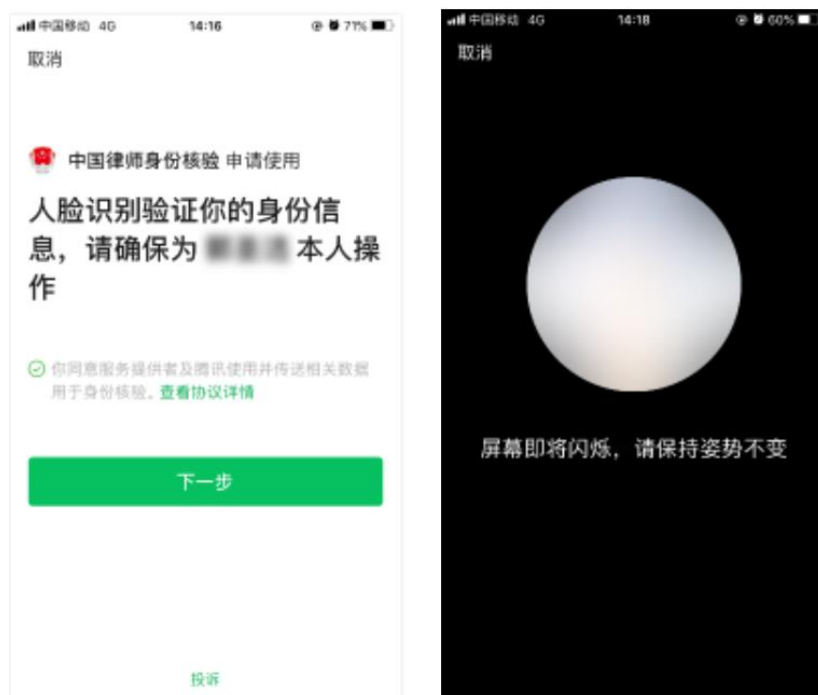 中国移动 4G 14:16 71%
取消
中国律师身份核验 申请使用
人脸识别验证你的身份信
息，请确保为 本人操
作
你同意服务提供者及腾讯使用并传送相关数据
用于身份核验。查看协议详情
下一步
投诉
中国移动 4G 14:18 60%
取消
屏幕即将闪烁，请保持姿势不变